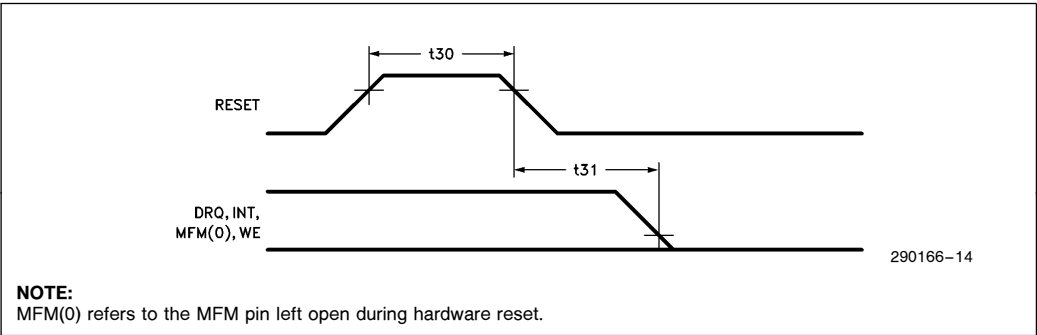 t30
RESET
t31
DRQ, INT,
MFM(0), WE
290166–14
NOTE:
MFM(0) refers to the MFM pin left open during hardware reset.